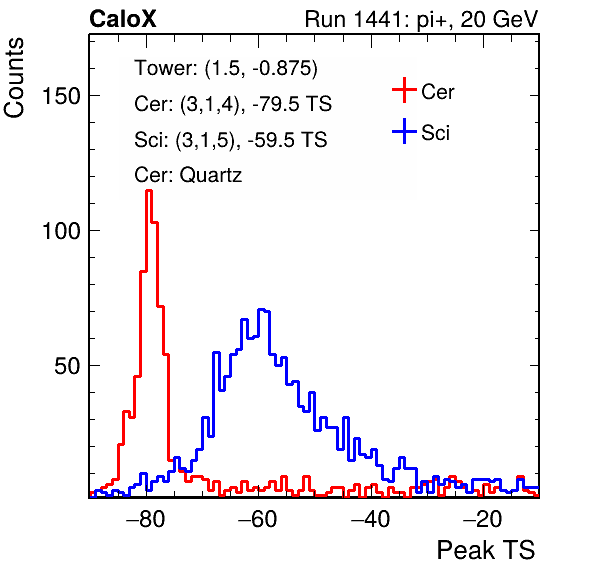 CaloX Run 1441: pi+, 20 GeV
Counts
Tower: (1.5, -0.875)
Cer: (3,1,4), -79.5 TS
Sci: (3,1,5), -59.5 TS
Cer: Quartz
Cer
Sci
150
100
50
−80 −60 −40 −20
Peak TS